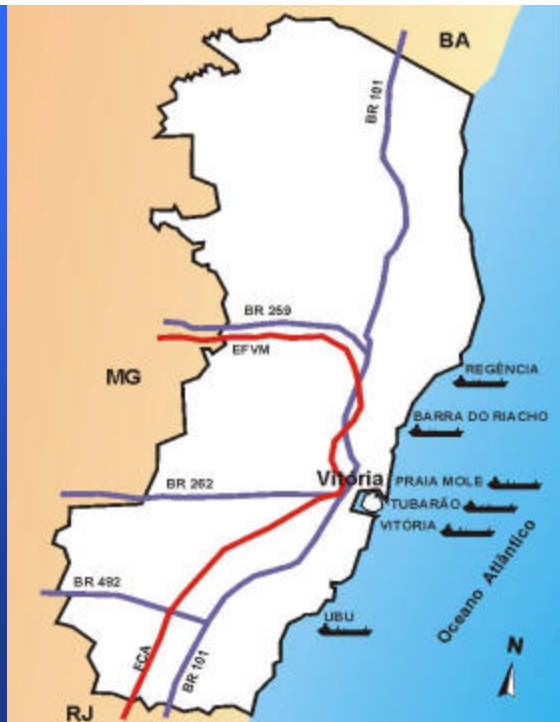 BA
BR 101
BR 259
EFVM
MG
REGÊNCIA
BARRA DO RIACHO
Vitória
PRAIA MOLE
BR 262
TUBARÃO
VITÓRIA
Oceano Atlântico
BR 482
UBU
FCA
BR 101
N
RJ